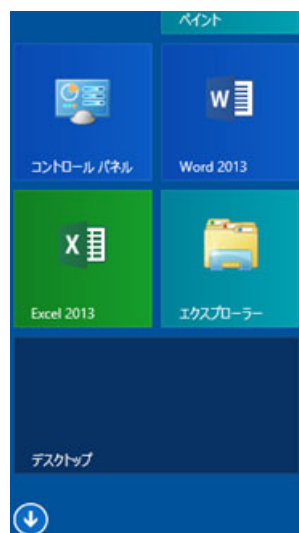 ペイント
コントロール パネル
Word 2013
Excel 2013
エクスプローラー
デスクトップ